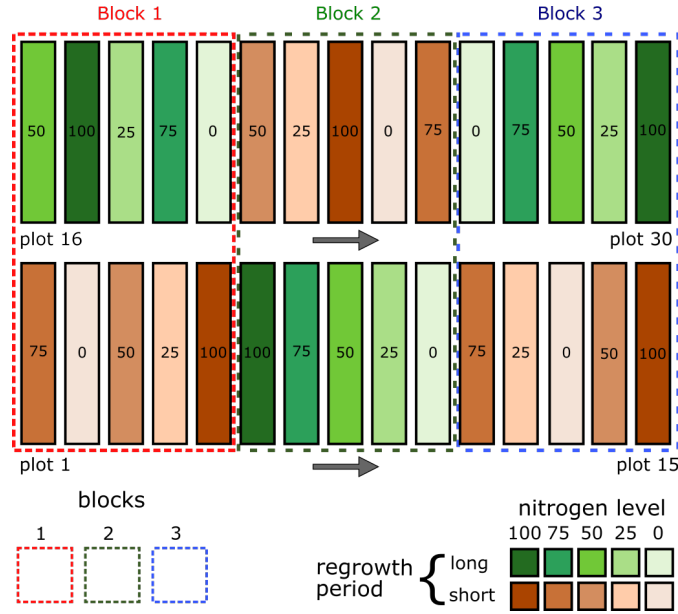 Block 1 Block 2 Block 3
50 100 25 75 0 50 25 100 0 75 0 75 50 25 100
plot 16 plot 30
75 0 50 25 100 100 75 50 25 0 75 25 0 50 100
plot 1 plot 15
blocks
1 2 3
nitrogen level
100 75 50 25 0
regrowth period
long
short